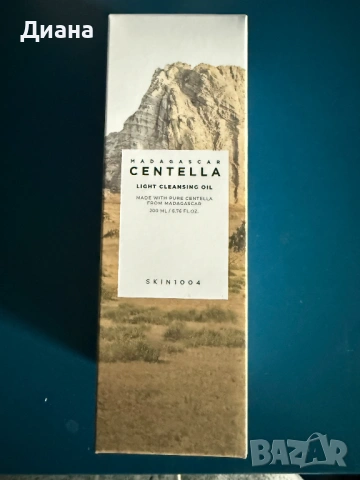 Диана
MADAGASCAR
CENTELLA
LIGHT CLEANSING OIL
MADE WITH PURE CENTELLA
FROM MADAGASCAR
200 ML / 6.76 FL.OZ.
SKIN1004
BAZAR
bg